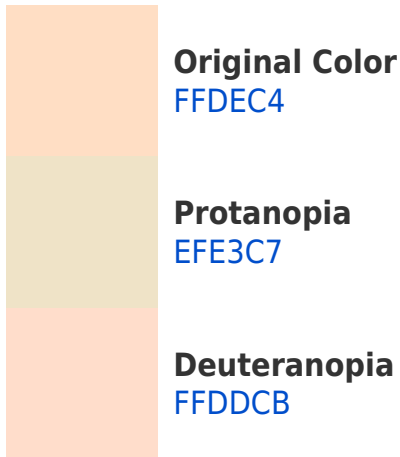 Original Color
FFDEC4
Protanopia
EFE3C7
Deuteranopia
FFDDCB